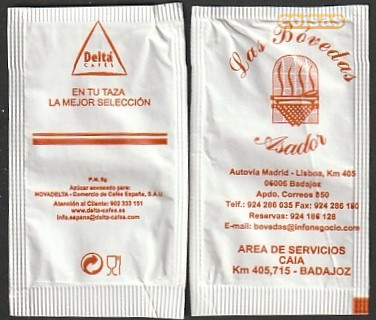 Delta
CAFÉS
EN TU TAZA
LA MEJOR SELECCIÓN
P.N. 8g
Azúcar envasado para:
NOVADELTA - Comercio de Cafés España, S.A.U.
Atención al Cliente: 902 333 151
www.delta-cafes.es
info.espana@delta-cafes.es
COISAS
Las Bóvedas
Asador
Autovía Madrid - Lisboa, Km 405
06006 Badajoz
Apdo. Correos 850
Telf.: 924 286 035 Fax: 924 286 180
Reservas: 924 186 128
E-mail: bovedas@infonegocio.com
AREA DE SERVICIOS
CAIA
Km 405,715 - BADAJOZ